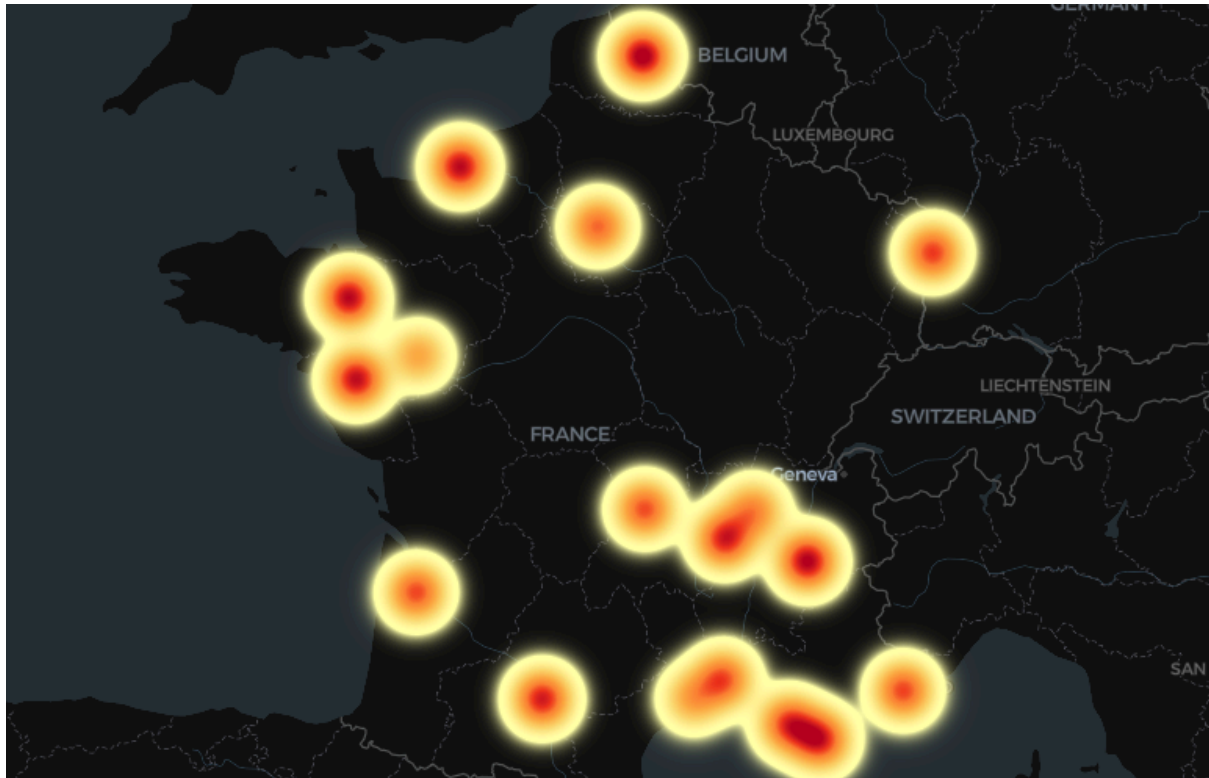 GERMANY
BELGIUM
LUXEMBOURG
LIECHTENSTEIN
SWITZERLAND
FRANCE
Geneva
SAN